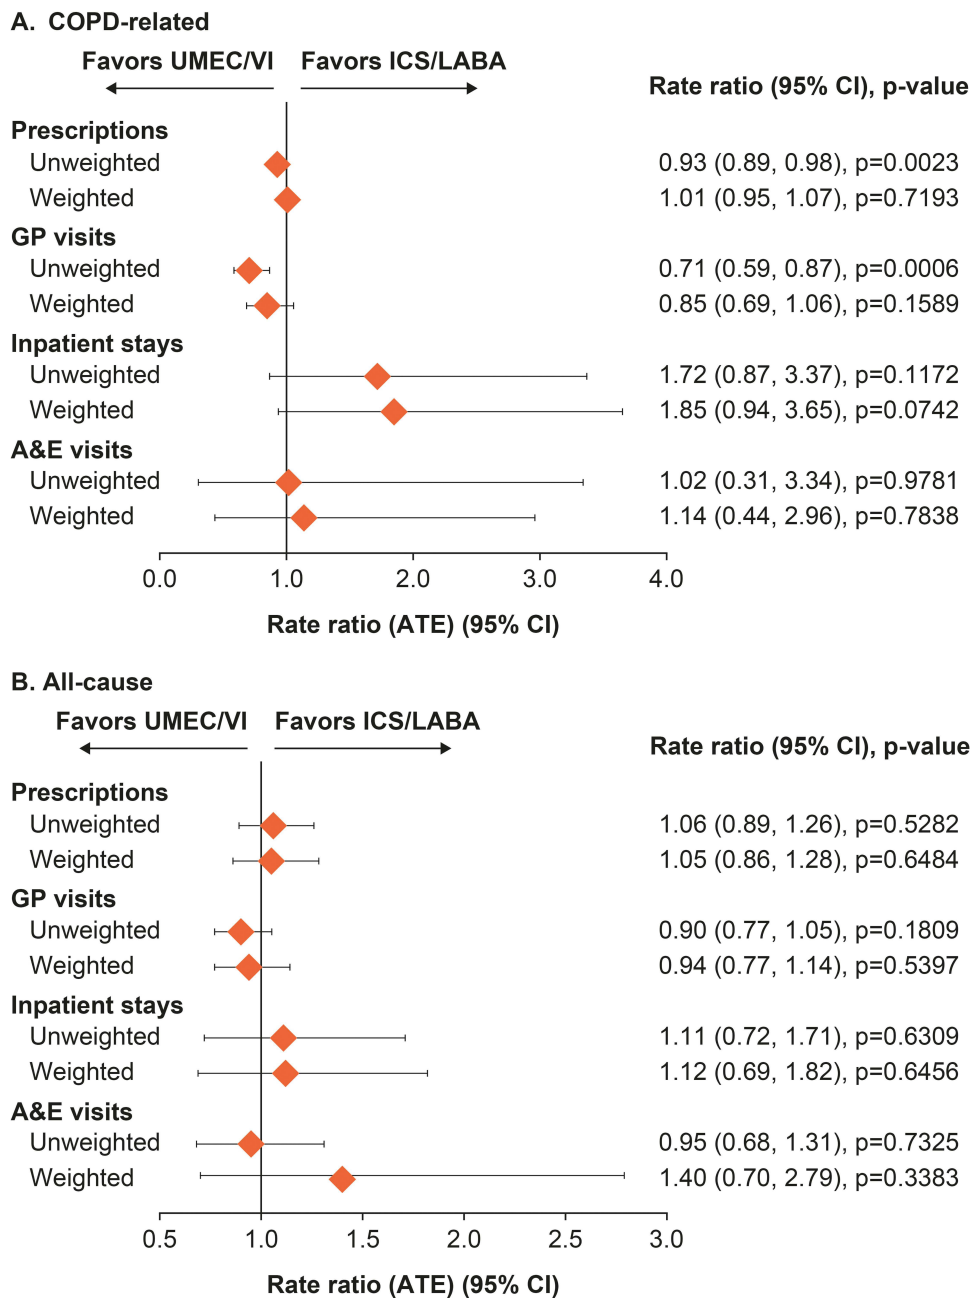 A. COPD-related
Favors UMEC/VI Favors ICS/LABA
Rate ratio (95% CI), p-value
Prescriptions
Unweighted 0.93 (0.89, 0.98), p=0.0023
Weighted 1.01 (0.95, 1.07), p=0.7193
GP visits
Unweighted 0.71 (0.59, 0.87), p=0.0006
Weighted 0.85 (0.69, 1.06), p=0.1589
Inpatient stays
Unweighted 1.72 (0.87, 3.37), p=0.1172
Weighted 1.85 (0.94, 3.65), p=0.0742
A&E visits
Unweighted 1.02 (0.31, 3.34), p=0.9781
Weighted 1.14 (0.44, 2.96), p=0.7838
0.0 1.0 2.0 3.0 4.0
Rate ratio (ATE) (95% CI)
B. All-cause
Favors UMEC/VI Favors ICS/LABA
Rate ratio (95% CI), p-value
Prescriptions
Unweighted 1.06 (0.89, 1.26), p=0.5282
Weighted 1.05 (0.86, 1.28), p=0.6484
GP visits
Unweighted 0.90 (0.77, 1.05), p=0.1809
Weighted 0.94 (0.77, 1.14), p=0.5397
Inpatient stays
Unweighted 1.11 (0.72, 1.71), p=0.6309
Weighted 1.12 (0.69, 1.82), p=0.6456
A&E visits
Unweighted 0.95 (0.68, 1.31), p=0.7325
Weighted 1.40 (0.70, 2.79), p=0.3383
0.5 1.0 1.5 2.0 2.5 3.0
Rate ratio (ATE) (95% CI)